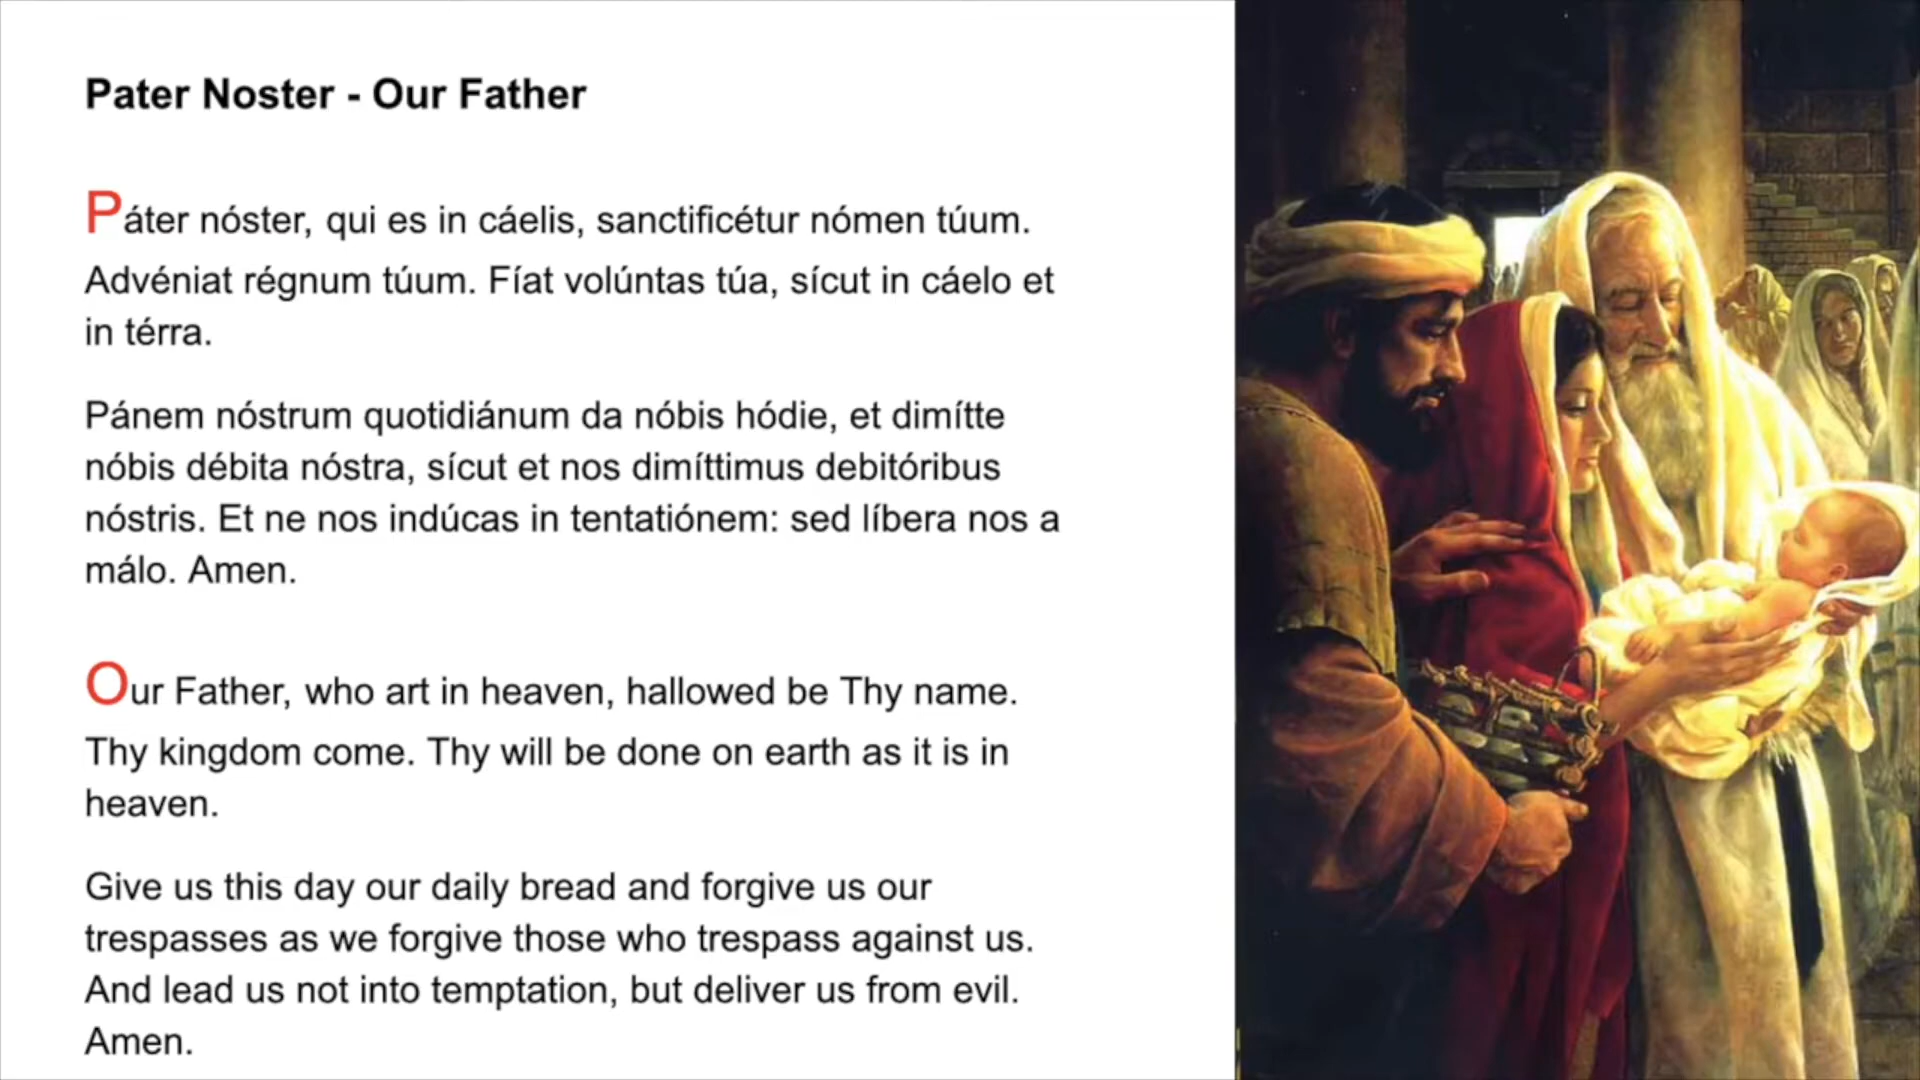 Pater Noster - Our Father
Páter nóster, qui es in cáelis, sanctificétur nómen túum.
Advéniat régnum túum. Fíat volúntas túa, sícut in cáelo et
in térra.
Pánem nóstrum quotidiánum da nóbis hódie, et dimítte
nóbis débita nóstra, sícut et nos dimíttimus debitóribus
nóstris. Et ne nos indúcas in tentatiónem: sed líbera nos a
málo. Amen.
Our Father, who art in heaven, hallowed be Thy name.
Thy kingdom come. Thy will be done on earth as it is in
heaven.
Give us this day our daily bread and forgive us our
trespasses as we forgive those who trespass against us.
And lead us not into temptation, but deliver us from evil.
Amen.